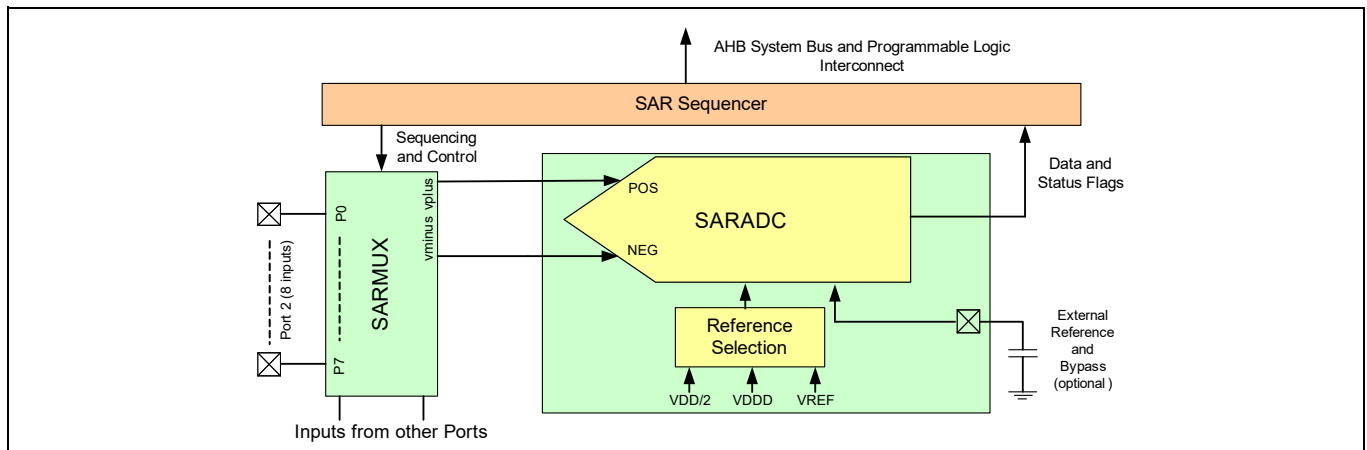 AHB System Bus and Programmable Logic
Interconnect
SAR Sequencer
Sequencing
and Control
Data and
Status Flags
vminus vplus
P0
POS
SARADC
SARMUX
Port 2 (8 inputs)
NEG
P7
Reference
Selection
External
Reference
and
Bypass
(optional )
VDD/2
VDDD
VREF
Inputs from other Ports